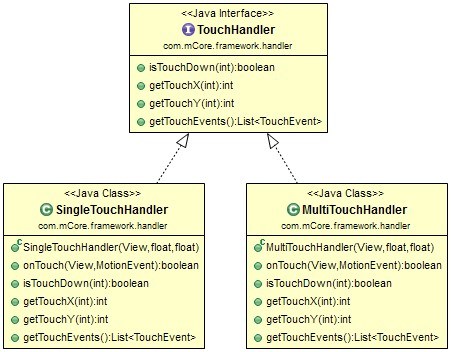 <<Java Interface>>
TouchHandler
com.mCore.framework.handler
isTouchDown(int):boolean
getTouchX(int):int
getTouchY(int):int
getTouchEvents():List<TouchEvent>
<<Java Class>>
SingleTouchHandler
com.mCore.framework.handler
SingleTouchHandler(View,float,float)
onTouch(View,MotionEvent):boolean
isTouchDown(int):boolean
getTouchX(int):int
getTouchY(int):int
getTouchEvents():List<TouchEvent>
<<Java Class>>
MultiTouchHandler
com.mCore.framework.handler
MultiTouchHandler(View,float,float)
onTouch(View,MotionEvent):boolean
isTouchDown(int):boolean
getTouchX(int):int
getTouchY(int):int
getTouchEvents():List<TouchEvent>